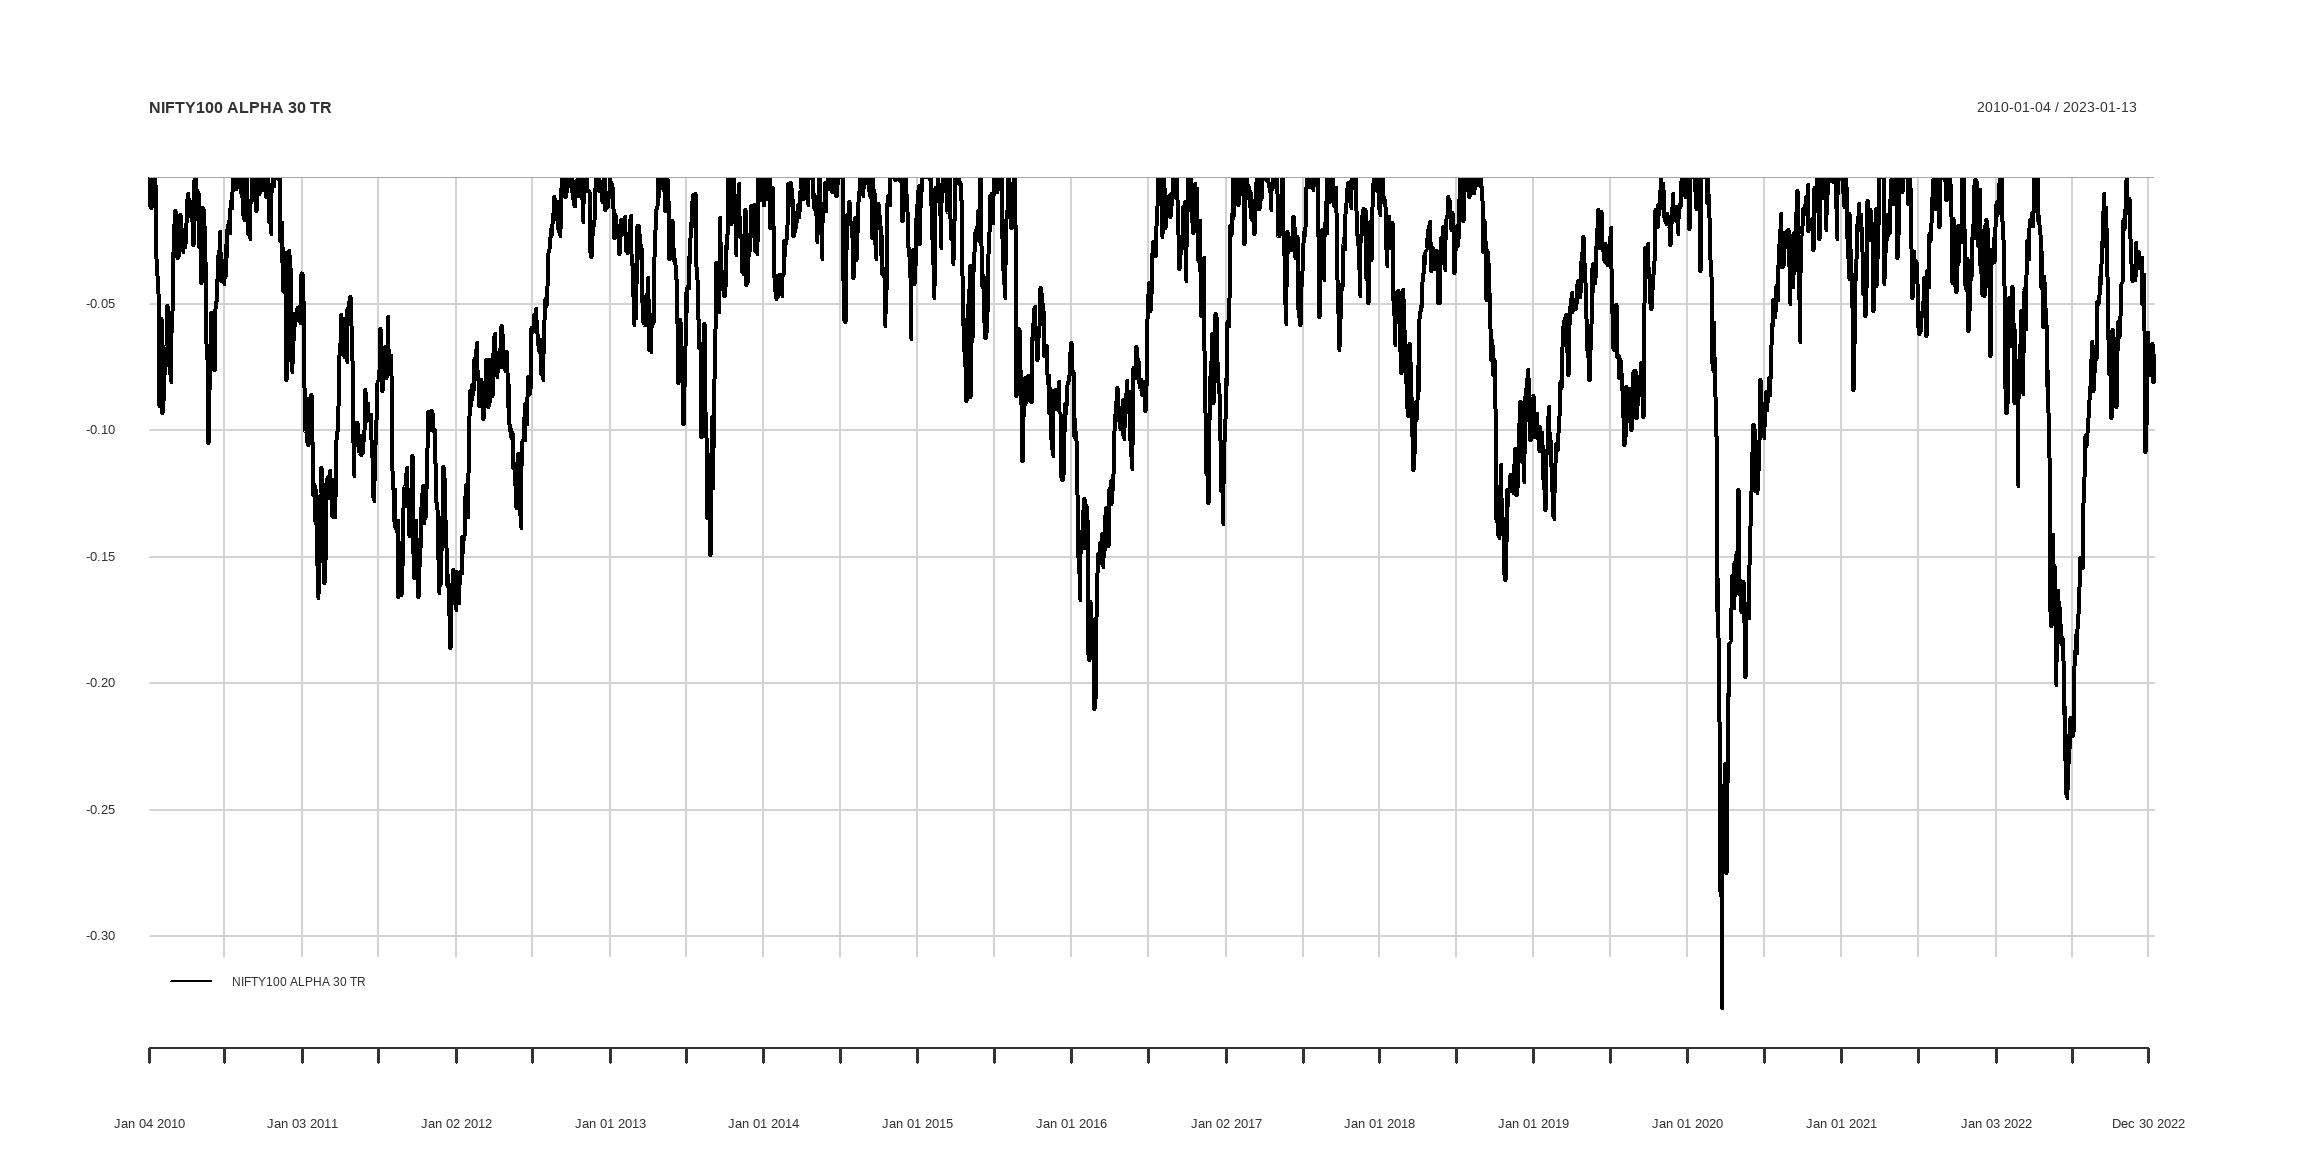 NIFTY100 ALPHA 30 TR
2010-01-04 / 2023-01-13
-0.05
-0.10
-0.15
-0.20
-0.25
-0.30
NIFTY100 ALPHA 30 TR
Jan 04 2010
Jan 03 2011
Jan 02 2012
Jan 01 2013
Jan 01 2014
Jan 01 2015
Jan 01 2016
Jan 02 2017
Jan 01 2018
Jan 01 2019
Jan 01 2020
Jan 01 2021
Jan 03 2022
Dec 30 2022